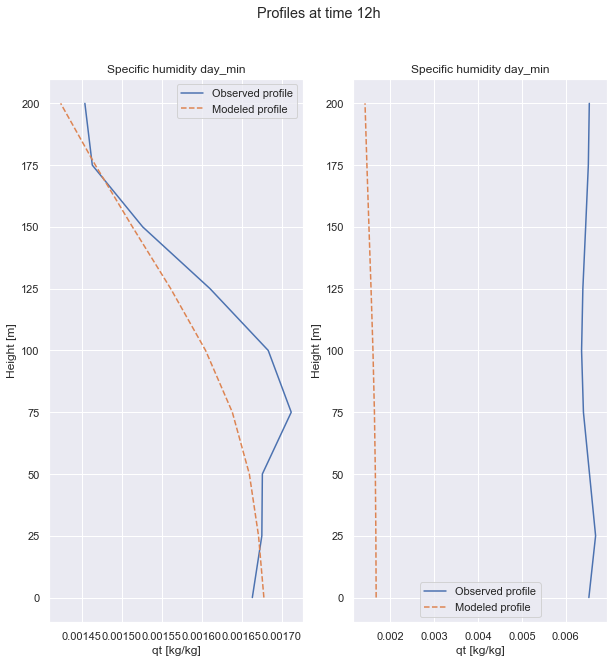 Profiles at time 12h
Specific humidity day_min
Observed profile
Modeled profile
200
175
150
125
100
75
50
25
0
Height [m]
0.00145 0.00150 0.00155 0.00160 0.00165 0.00170
qt [kg/kg]
Specific humidity day_min
200
175
150
125
100
75
50
25
0
Height [m]
Observed profile
Modeled profile
0.002 0.003 0.004 0.005 0.006
qt [kg/kg]